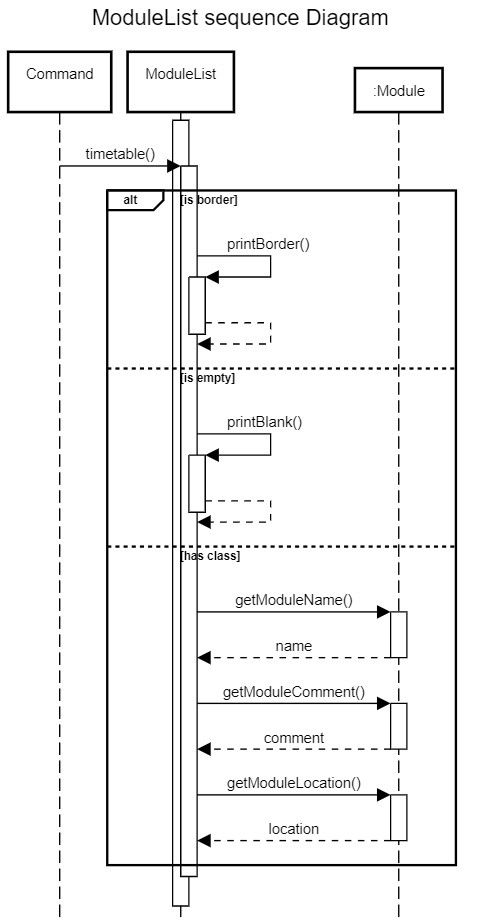 ModuleList sequence Diagram
Command
ModuleList
:Module
timetable()
alt
[is border]
printBorder()
[is empty]
printBlank()
[has class]
getModuleName()
name
getModuleComment()
comment
getModuleLocation()
location